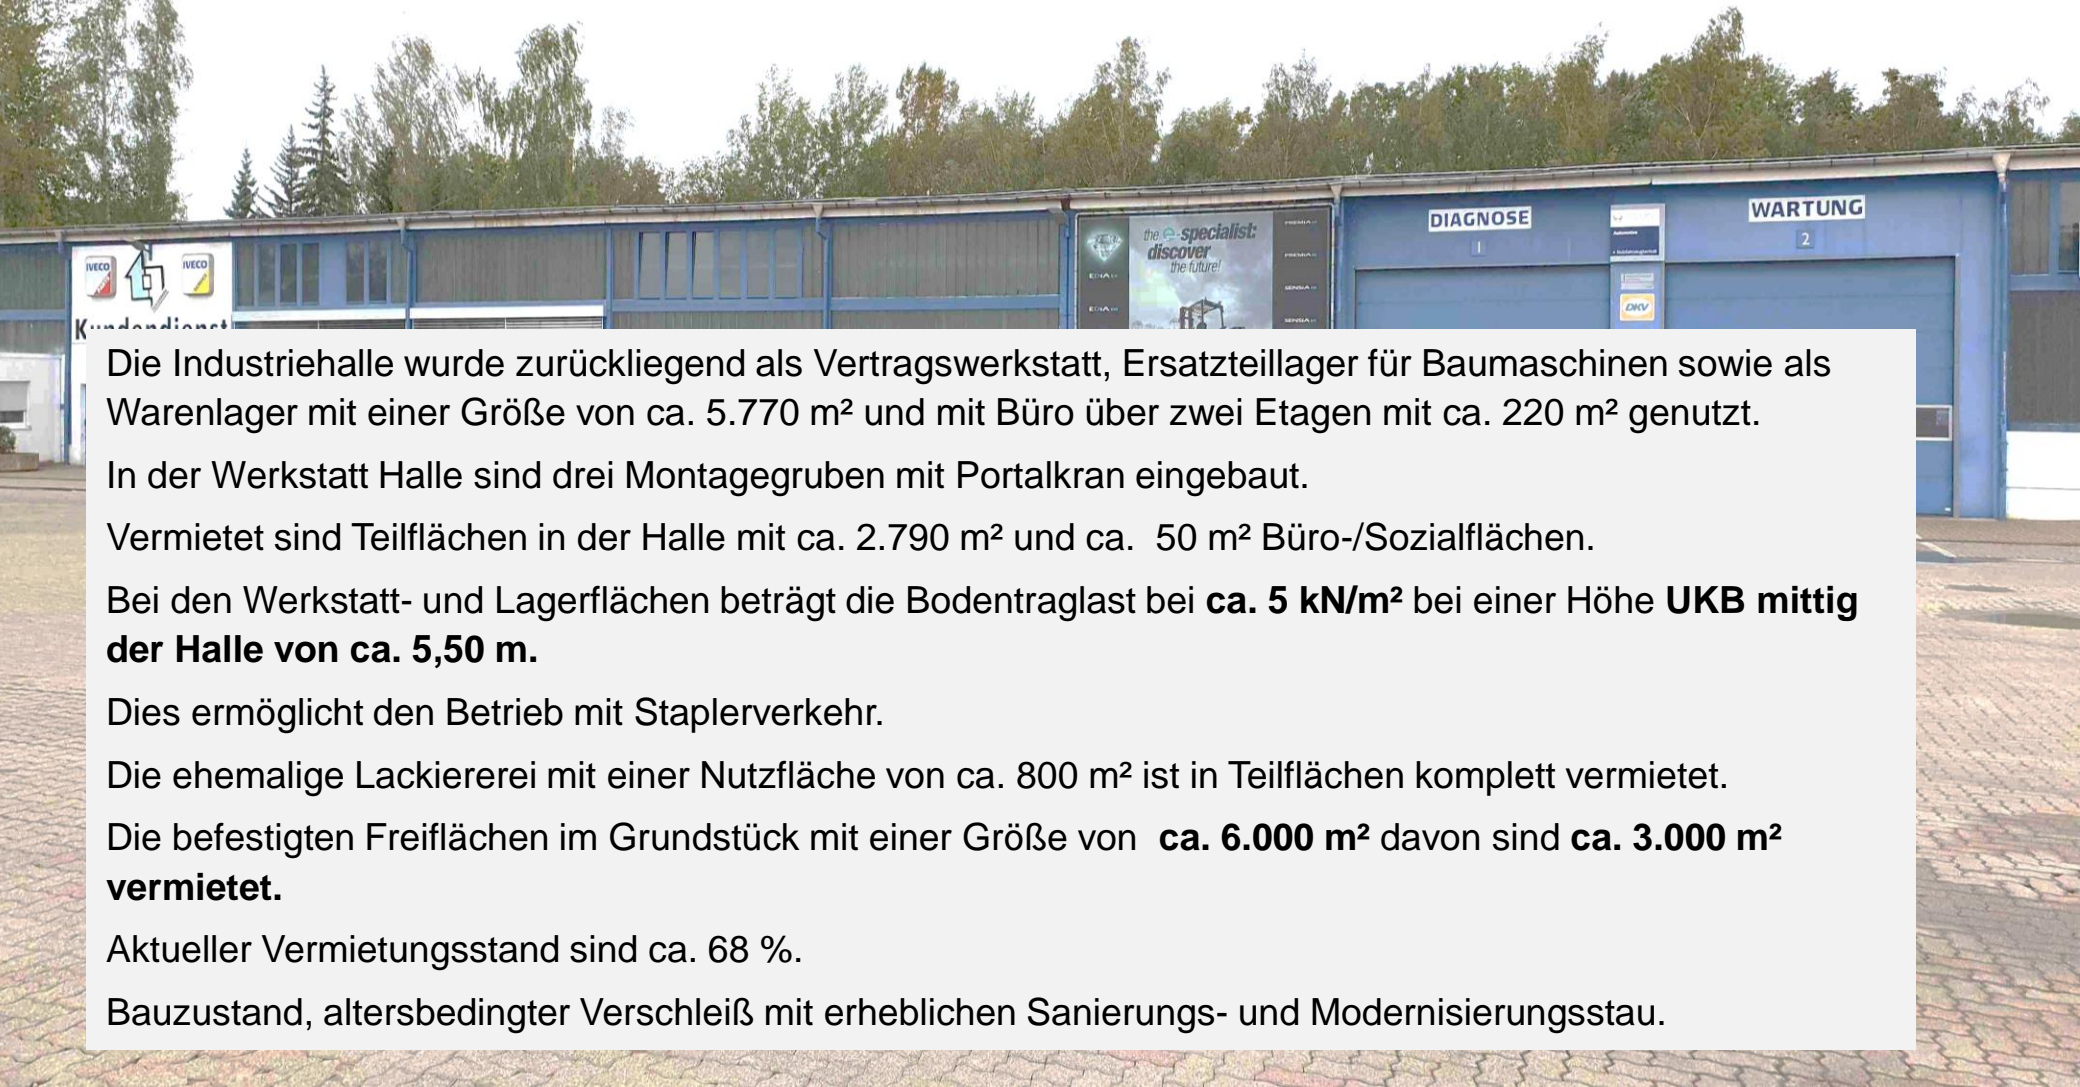 DIAGNOSE
1
WARTUNG
2
IVECO
IVECO
Kundendienst
the e-specialist:
discover
the future!
EDIA
EDIA
PREMIA
PREMIA
SENSIA
SENSIA
DKV
Die Industriehalle wurde zurückliegend als Vertragswerkstatt, Ersatzteillager für Baumaschinen sowie als
Warenlager mit einer Größe von ca. 5.770 m² und mit Büro über zwei Etagen mit ca. 220 m² genutzt.
In der Werkstatt Halle sind drei Montagegruben mit Portalkran eingebaut.
Vermietet sind Teilflächen in der Halle mit ca. 2.790 m² und ca.  50 m² Büro-/Sozialflächen.
Bei den Werkstatt- und Lagerflächen beträgt die Bodentraglast bei ca. 5 kN/m² bei einer Höhe UKB mittig
der Halle von ca. 5,50 m.
Dies ermöglicht den Betrieb mit Staplerverkehr.
Die ehemalige Lackiererei mit einer Nutzfläche von ca. 800 m² ist in Teilflächen komplett vermietet.
Die befestigten Freiflächen im Grundstück mit einer Größe von  ca. 6.000 m² davon sind ca. 3.000 m²
vermietet.
Aktueller Vermietungsstand sind ca. 68 %.
Bauzustand, altersbedingter Verschleiß mit erheblichen Sanierungs- und Modernisierungsstau.